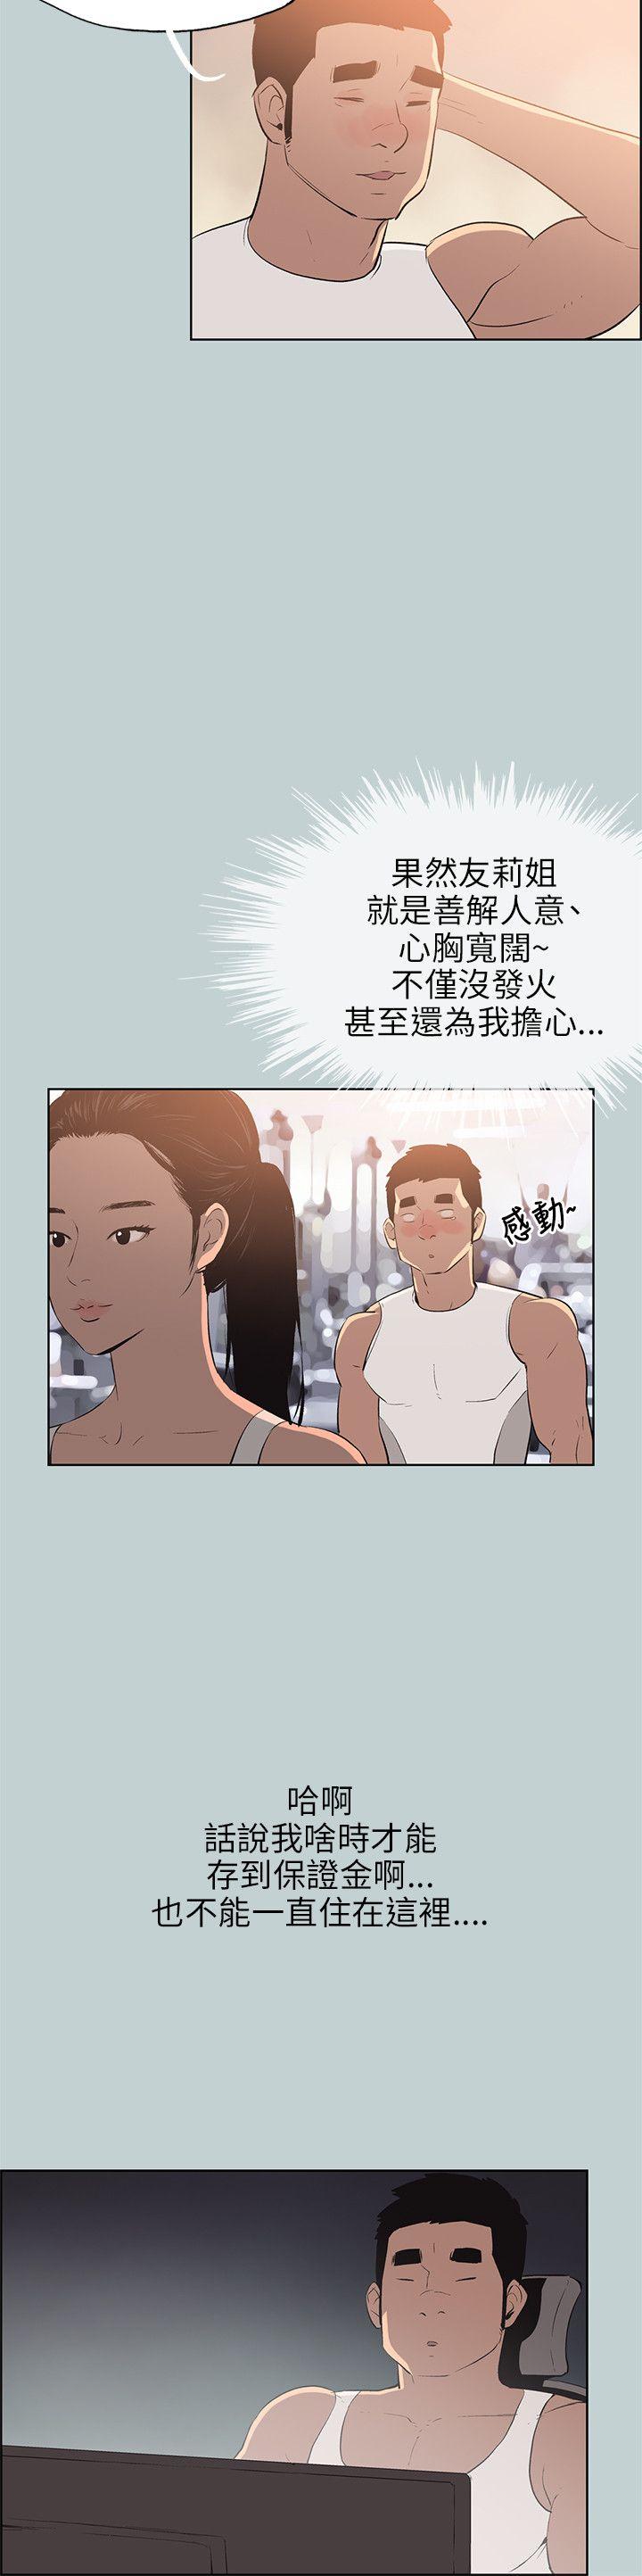 果然友莉姐
就是善解人意、
心胸寬闊~
不僅沒發火
甚至還為我擔心...
感動~
哈啊
話說我啥時才能
存到保證金啊...
也不能一直住在這裡....